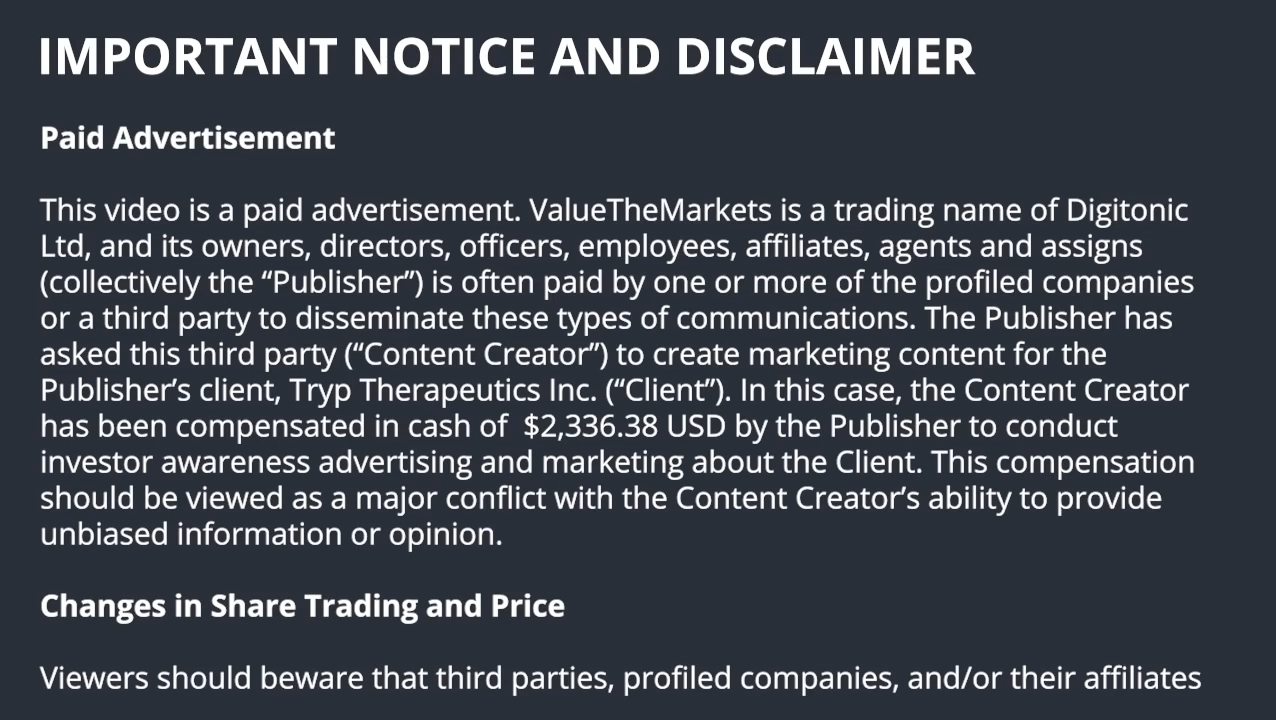 IMPORTANT NOTICE AND DISCLAIMER
Paid Advertisement
This video is a paid advertisement. ValueTheMarkets is a trading name of Digitonic
Ltd, and its owners, directors, officers, employees, affiliates, agents and assigns
(collectively the “Publisher”) is often paid by one or more of the profiled companies
or a third party to disseminate these types of communications. The Publisher has
asked this third party (“Content Creator”) to create marketing content for the
Publisher’s client, Tryp Therapeutics Inc. (“Client”). In this case, the Content Creator
has been compensated in cash of  $2,336.38 USD by the Publisher to conduct
investor awareness advertising and marketing about the Client. This compensation
should be viewed as a major conflict with the Content Creator’s ability to provide
unbiased information or opinion.
Changes in Share Trading and Price
Viewers should beware that third parties, profiled companies, and/or their affiliates